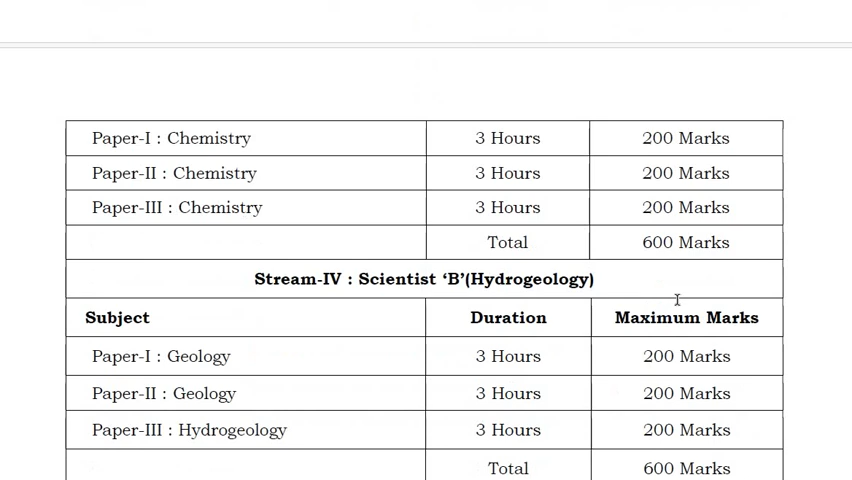 Paper-I : Chemistry 3 Hours 200 Marks
Paper-II : Chemistry 3 Hours 200 Marks
Paper-III : Chemistry 3 Hours 200 Marks
Total 600 Marks
Stream-IV : Scientist ‘B’(Hydrogeology)
Subject Duration Maximum Marks
Paper-I : Geology 3 Hours 200 Marks
Paper-II : Geology 3 Hours 200 Marks
Paper-III : Hydrogeology 3 Hours 200 Marks
Total 600 Marks